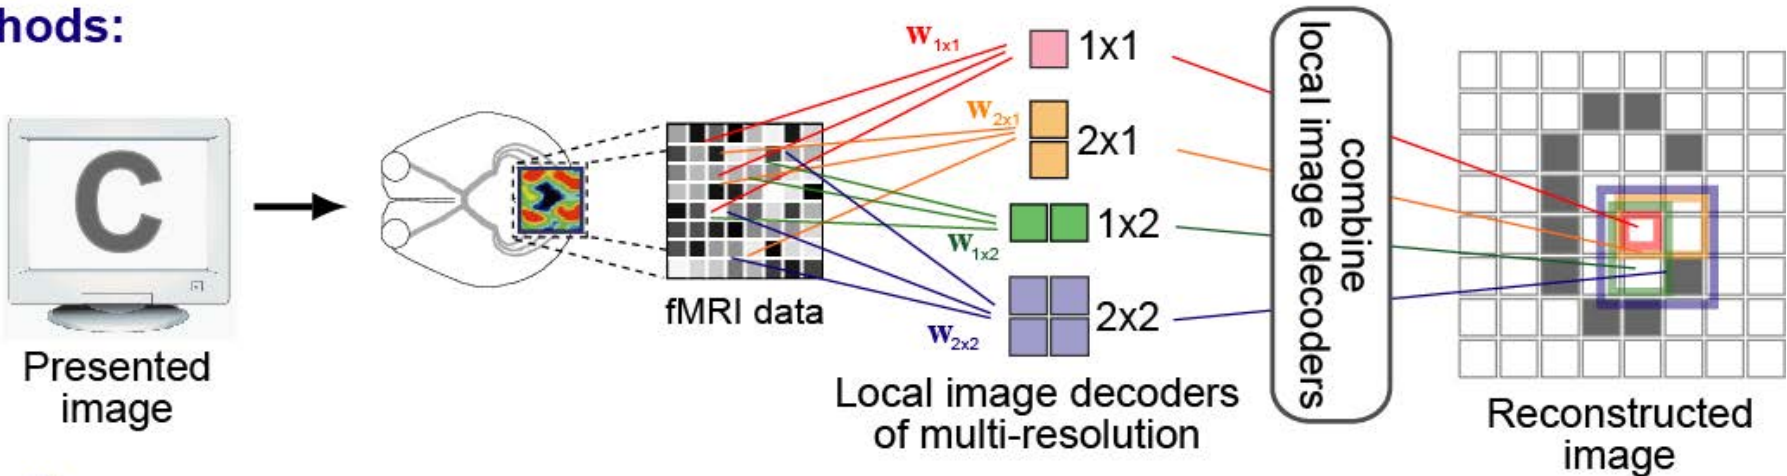 hods:
C
Presented
image
fMRI data
W1x1
W2x1
W1x2
W2x2
1x1
2x1
1x2
2x2
Local image decoders
of multi-resolution
combine
local image decoders
Reconstructed
image